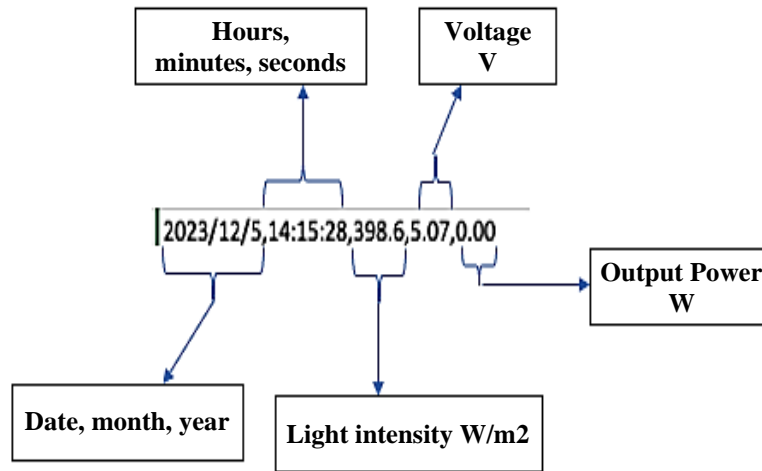 Hours,
minutes, seconds
Voltage
V
2023/12/5,14:15:28,398.6,5.07,0.00
Output Power
W
Date, month, year
Light intensity W/m2